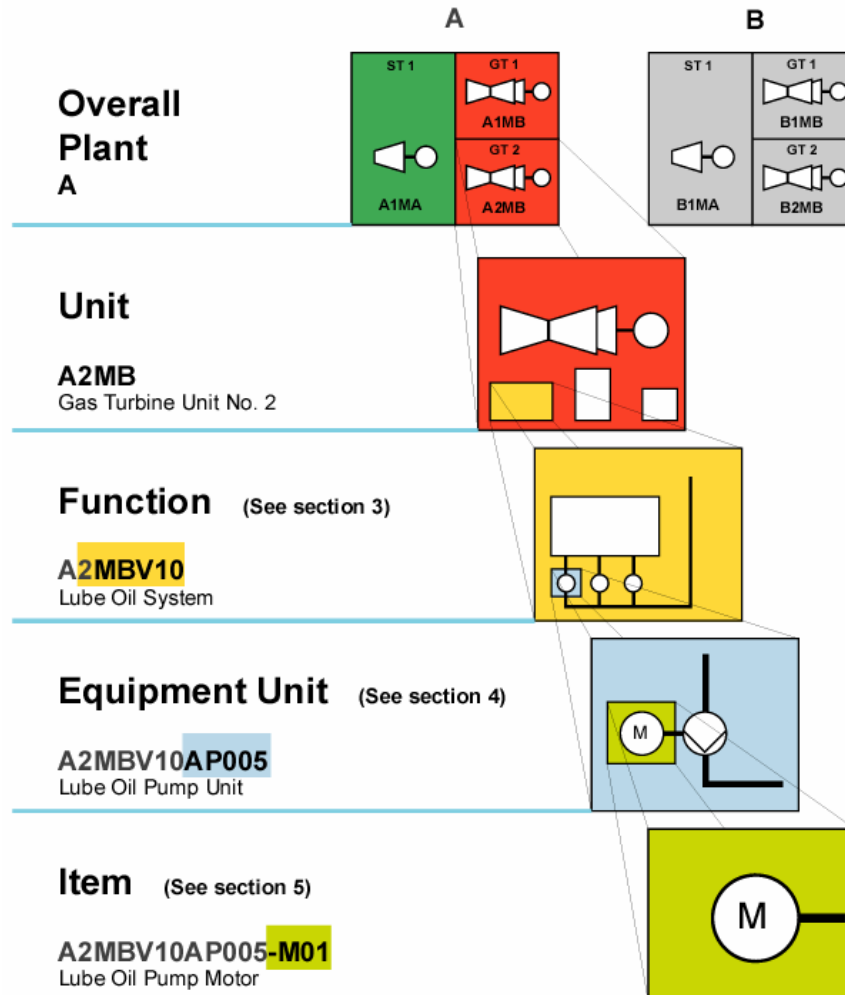 A
B
ST 1
GT 1
A1MB
GT 2
A1MA
A2MB
ST 1
GT 1
B1MB
GT 2
B1MA
B2MB
Overall
Plant
A
Unit
A2MB
Gas Turbine Unit No. 2
Function (See section 3)
A2MBV10
Lube Oil System
Equipment Unit (See section 4)
A2MBV10AP005
Lube Oil Pump Unit
M
Item (See section 5)
A2MBV10AP005-M01
Lube Oil Pump Motor
M